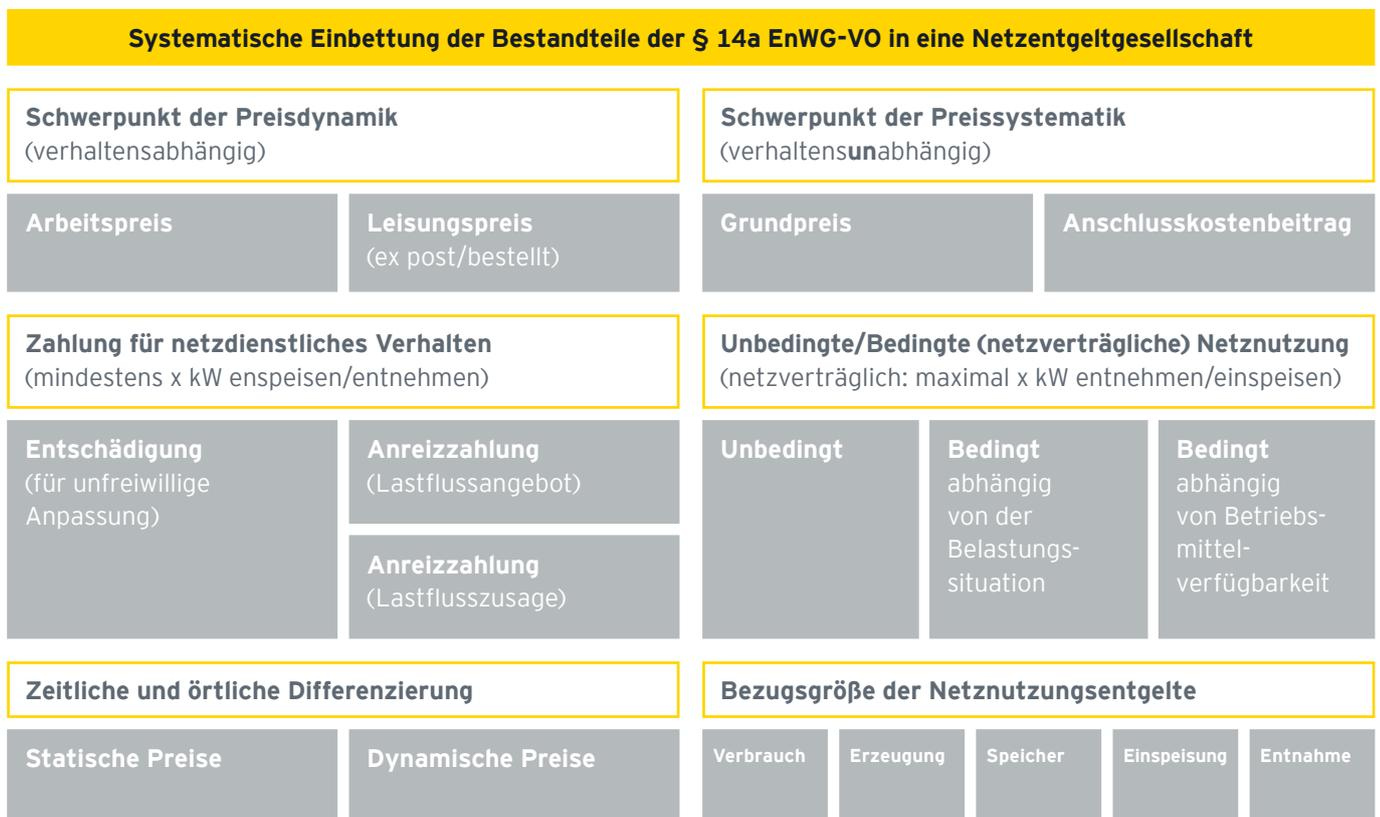 Systematische Einbettung der Bestandteile der § 14a EnWG-VO in eine Netzentgeltgesellschaft
Schwerpunkt der Preisdynamik
(verhaltensabhängig)
Schwerpunkt der Preissystematik
(verhaltensunabhängig)
Arbeitspreis
Leisungspreis
(ex post/bestellt)
Grundpreis
Anschlusskostenbeitrag
Zahlung für netzdienstliches Verhalten
(mindestens x kW enspeisen/entnehmen)
Unbedingte/Bedingte (netzverträgliche) Netznutzung
(netzverträglich: maximal x kW entnehmen/einspeisen)
Entschädigung
(für unfreiwillige
Anpassung)
Anreizzahlung
(Lastflussangebot)
Anreizzahlung
(Lastflusszusage)
Unbedingt
Bedingt
abhängig
von der
Belastungs-
situation
Bedingt
abhängig
von Betriebs-
mittel-
verfügbarkeit
Zeitliche und örtliche Differenzierung
Bezugsgröße der Netznutzungsentgelte
Statische Preise
Dynamische Preise
Verbrauch
Erzeugung
Speicher
Einspeisung
Entnahme